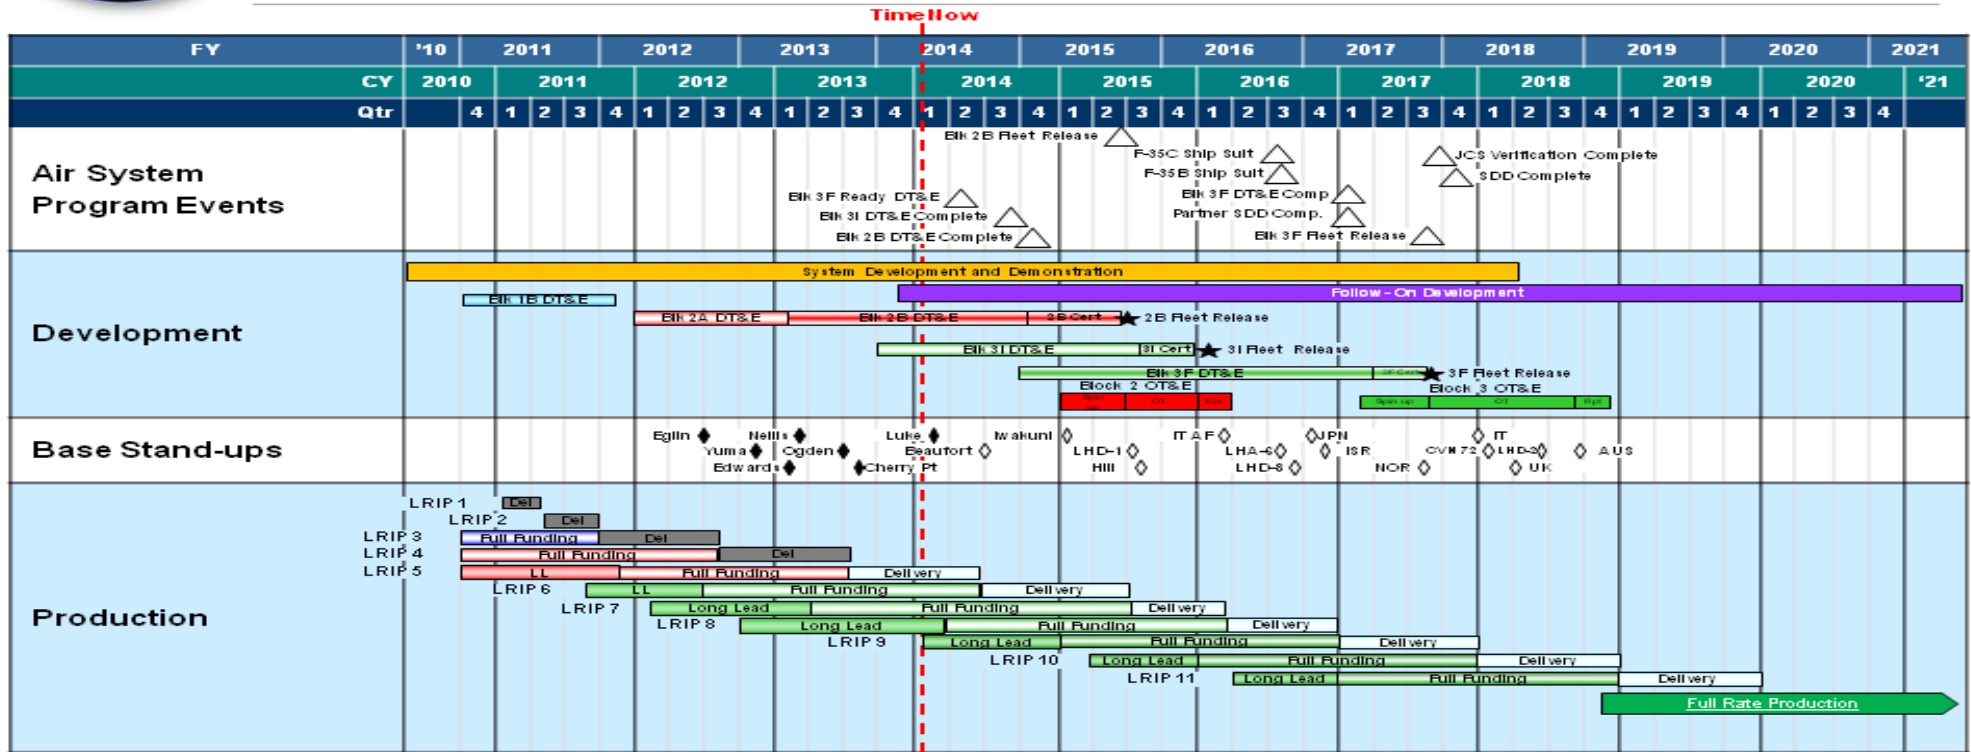 Time Now
FY '10 2011 2012 2013 2014 2015 2016 2017 2018 2019 2020 2021
CY 2010 2011 2012 2013 2014 2015 2016 2017 2018 2019 2020 '21
Qtr 4 1 2 3 4 1 2 3 4 1 2 3 4 1 2 3 4 1 2 3 4 1 2 3 4 1 2 3 4 1 2 3 4 1 2 3 4 1 2 3 4
Air System
Program Events
Blk 2B Fleet Release
F-35C Ship Suit
JCS Verification Complete
F-35B Ship Suit
SDD Complete
Blk 3F Ready DT&E
Blk 3F DT&E Comp
Blk 3I DT&E Complete
Partner SDD Comp.
Blk 2B DT&E Complete
Blk 3F Fleet Release
Development
System Development and Demonstration
Follow-On Development
Blk 1B DT&E
Blk 2A DT&E Blk 2B DT&E 2B Cert 2B Fleet Release
Blk 3I DT&E 3I Cert 3I Fleet Release
Blk 3F DT&E 3F Cert 3F Fleet Release
Block 2 OT&E Block 3 OT&E
Spin up OT Rpt Spin up OT Rpt
Base Stand-ups
Eglin Nellis Luke Iwakuni ITAF JPN IT
Yuma Ogden Beaufort LHD-1 LHA-6 ISR CVN 72 LHD-2 AUS
Edwards Cherry Pt Hill LHD-8 NOR UK
Production
LRIP 1 Del
LRIP 2 Del
LRIP 3 Full Funding Del
LRIP 4 Full Funding Del
LRIP 5 LL Full Funding Delivery
LRIP 6 LL Full Funding Delivery
LRIP 7 Long Lead Full Funding Delivery
LRIP 8 Long Lead Full Funding Delivery
LRIP 9 Long Lead Full Funding Delivery
LRIP 10 Long Lead Full Funding Delivery
LRIP 11 Long Lead Full Funding Delivery
Full Rate Production